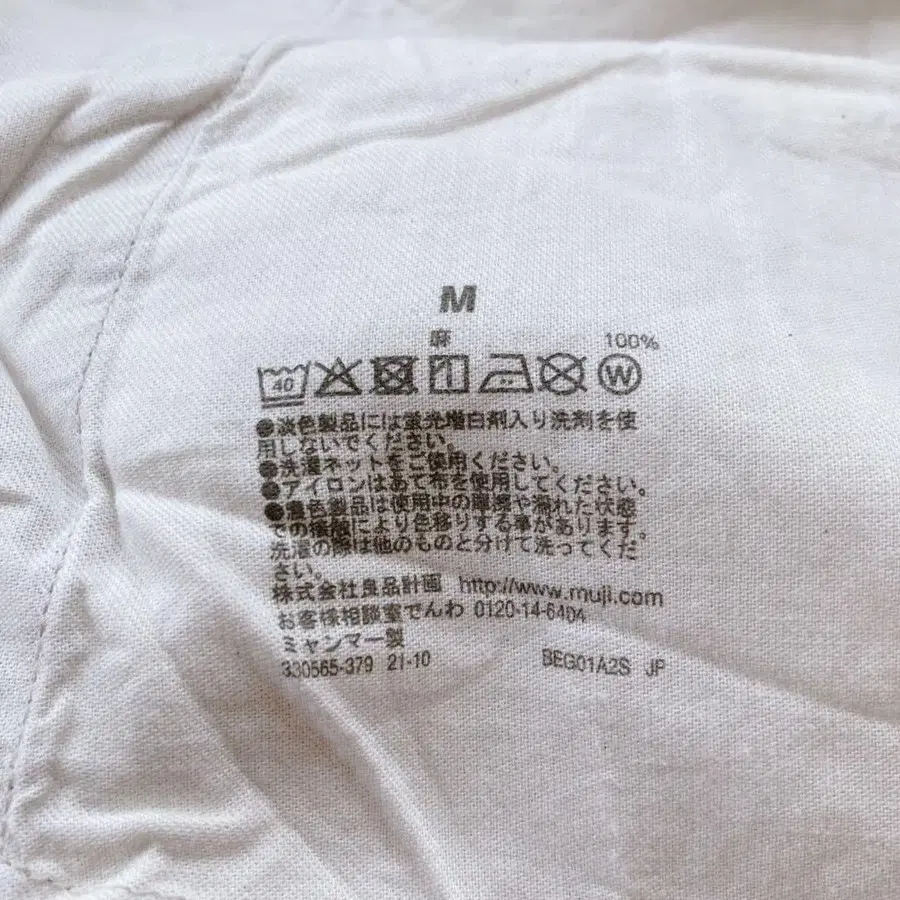 M
麻 100%
40 W
●淡色製品には蛍光増白剤入り洗剤を使
用しないでください。
●洗濯ネットをご使用ください。
●アイロンはあて布を使用してください。
●濃色製品は使用中の摩擦や濡れた状態
での接触により色移りする事があります。
洗濯の際は他のものと分けて洗ってくだ
さい。
株式会社良品計画 http://www.muji.com
お客様相談室でんわ 0120-14-6404
ミャンマー製
330565-379 21-10 BEG01A2S JP